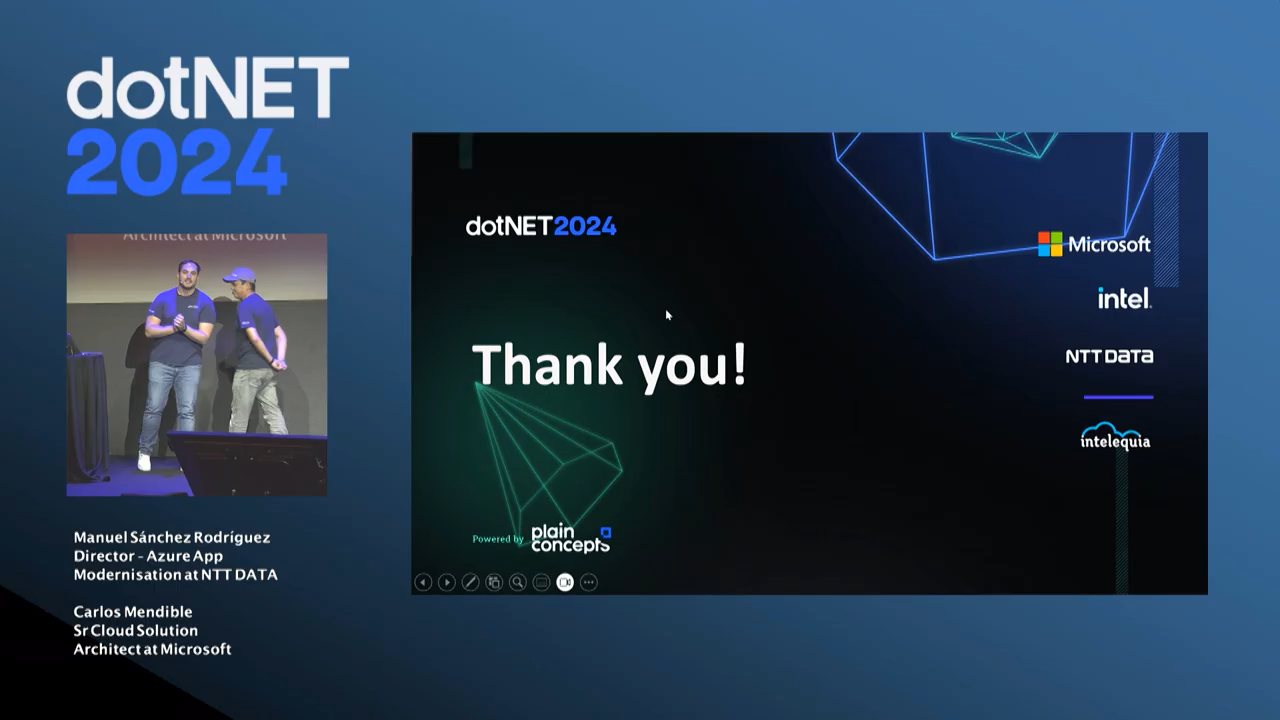 dotNET
2024
Architect at Microsoft
Manuel Sánchez Rodríguez
Director - Azure App
Modernisation at NTT DATA
Carlos Mendible
Sr Cloud Solution
Architect at Microsoft
dotNET2024
Thank you!
Powered by plain
concepts
Microsoft
intel.
NTT DATA
intelequia